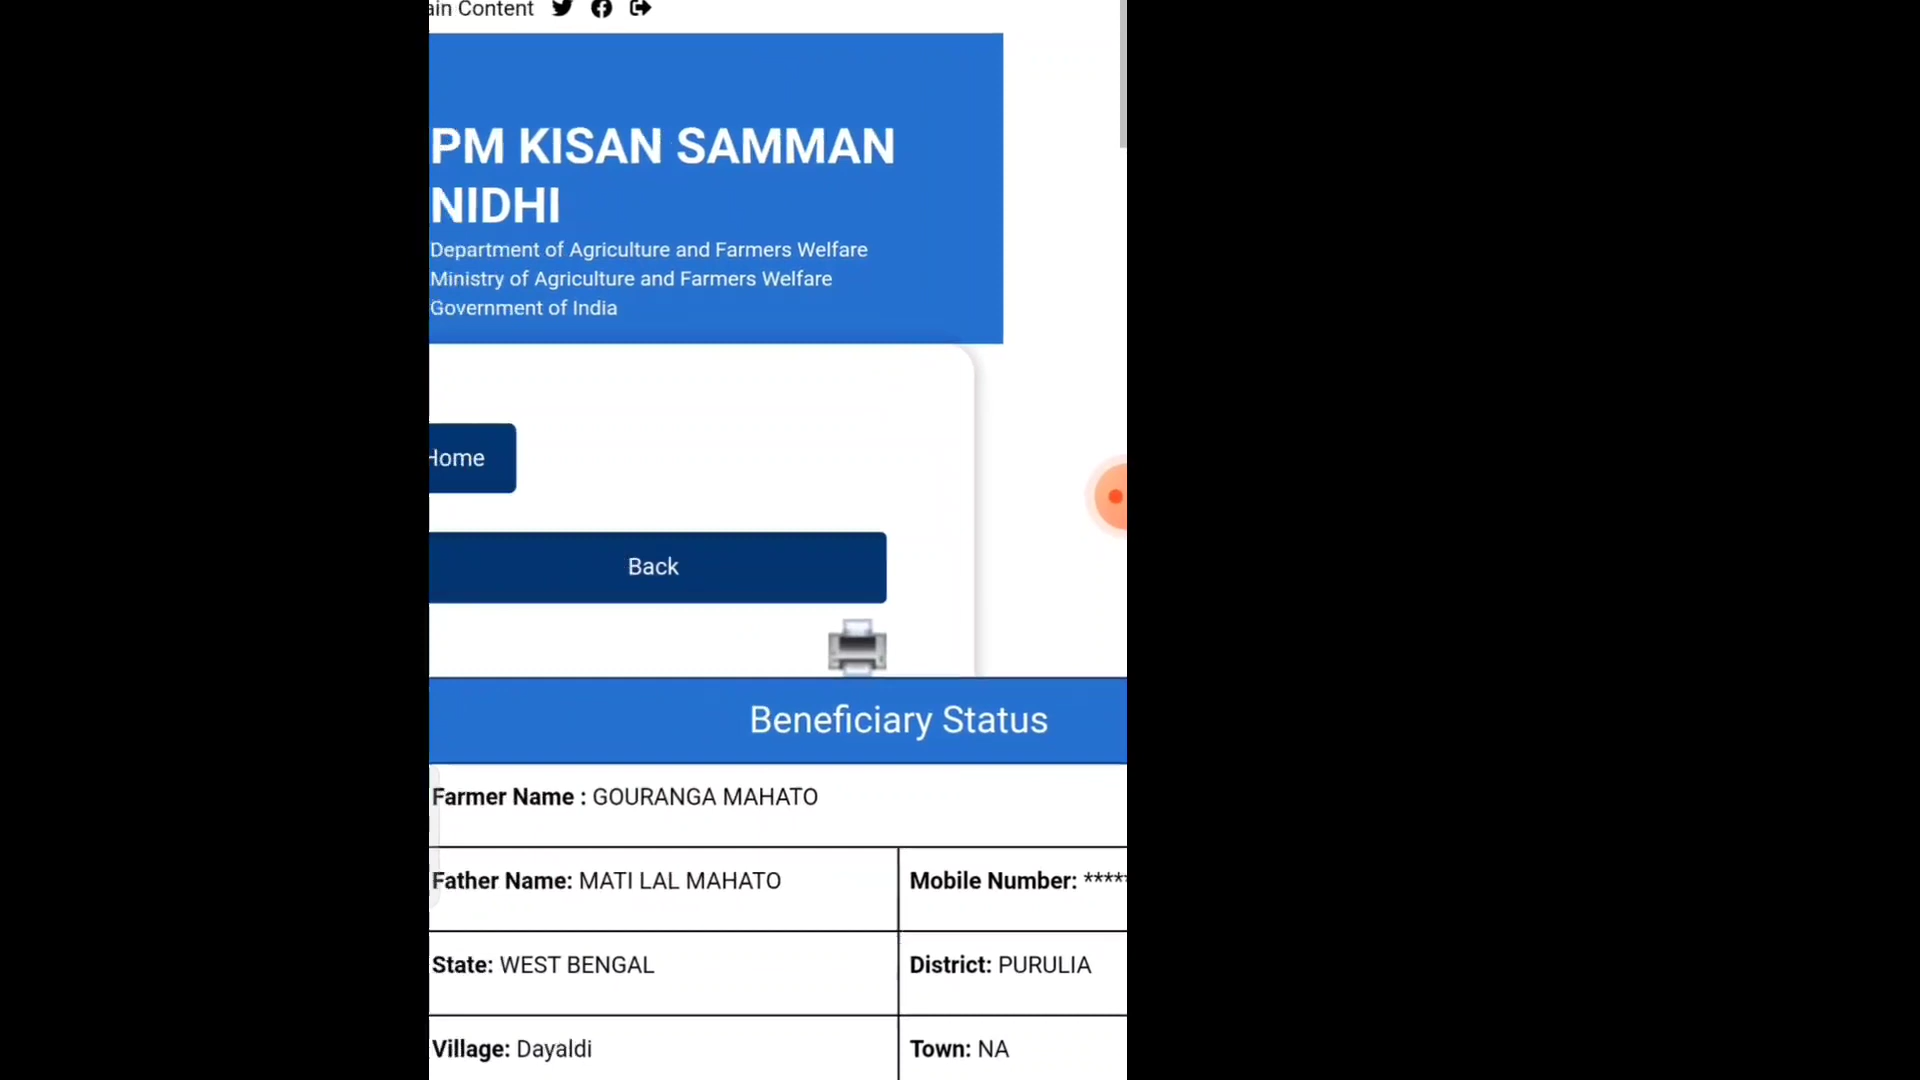 ain Content
PM KISAN SAMMAN
NIDHI
Department of Agriculture and Farmers Welfare
Ministry of Agriculture and Farmers Welfare
Government of India
Home
Back
Beneficiary Status
Farmer Name : GOURANGA MAHATO
Father Name: MATI LAL MAHATO
Mobile Number: *****
State: WEST BENGAL
District: PURULIA
Village: Dayaldi
Town: NA